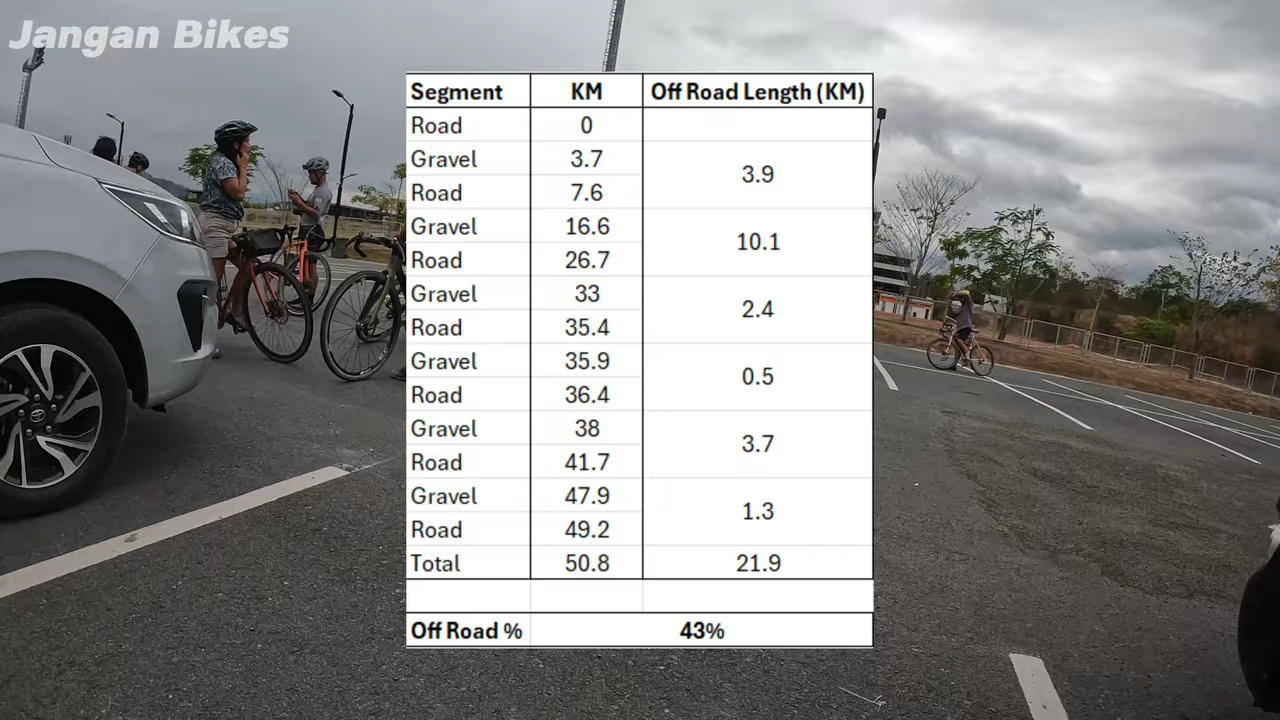 Jangan Bikes
Segment KM Off Road Length (KM)
Road 0
Gravel 3.7
3.9
Road 7.6
Gravel 16.6
10.1
Road 26.7
Gravel 33
2.4
Road 35.4
Gravel 35.9
0.5
Road 36.4
Gravel 38
3.7
Road 41.7
Gravel 47.9
1.3
Road 49.2
Total 50.8 21.9
Off Road % 43%